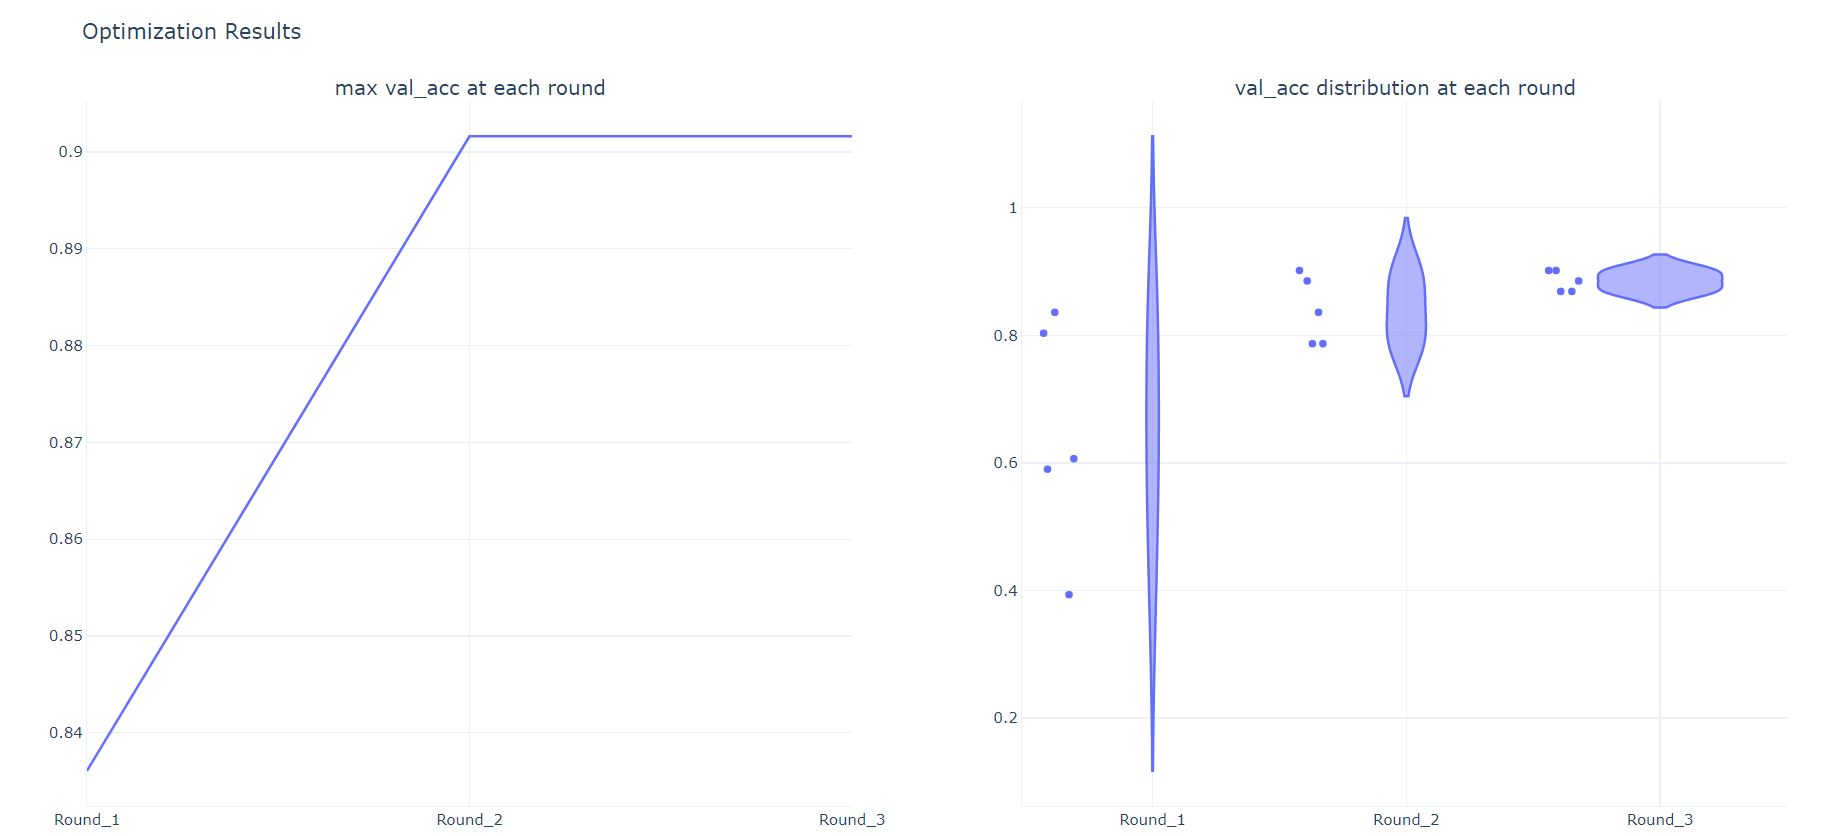 Optimization Results
max val_acc at each round
0.9
0.89
0.88
0.87
0.86
0.85
0.84
Round_1
Round_2
Round_3
val_acc distribution at each round
1
0.8
0.6
0.4
0.2
Round_1
Round_2
Round_3